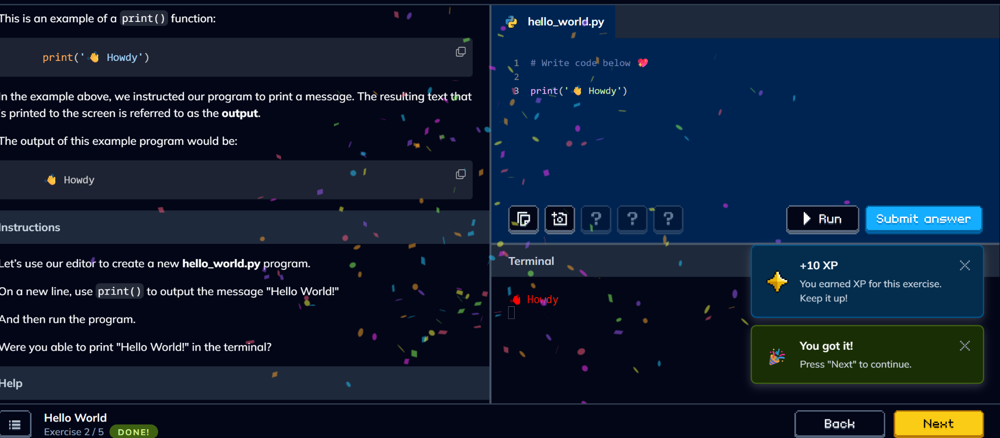 This is an example of a print() function:
print('👋 Howdy')
In the example above, we instructed our program to print a message. The resulting text that
is printed to the screen is referred to as the output.
The output of this example program would be:
👋 Howdy
Instructions
Let's use our editor to create a new hello_world.py program.
On a new line, use print() to output the message "Hello World!"
And then run the program.
Were you able to print "Hello World!" in the terminal?
Help
hello_world.py
1 # Write code below 💖
2
3 print('👋 Howdy')
? ? ?
Run
Submit answer
Terminal
👋 Howdy
+10 XP
You earned XP for this exercise.
Keep it up!
You got it!
Press "Next" to continue.
Hello World
Exercise 2 / 5 DONE!
Back
Next